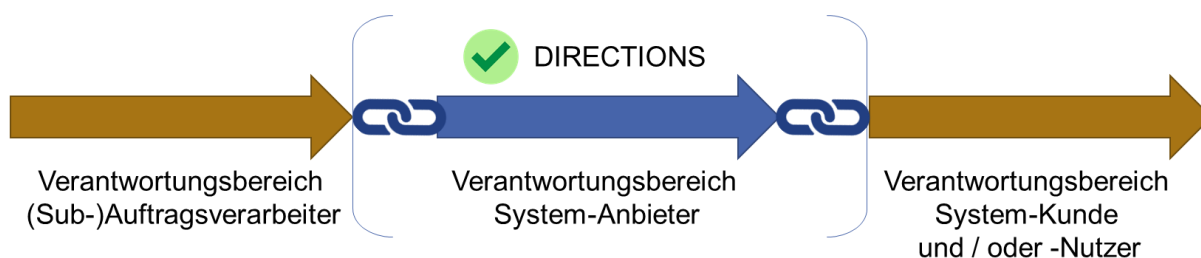 DIRECTIONS
Verantwortungsbereich
(Sub-)Auftragsverarbeiter
Verantwortungsbereich
System-Anbieter
Verantwortungsbereich
System-Kunde
und / oder -Nutzer